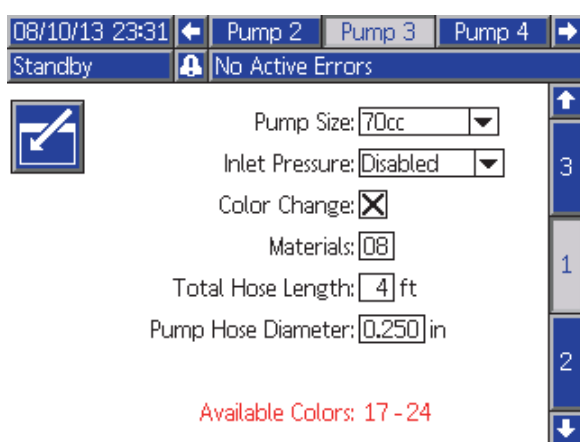 08/10/13 23:31 Pump 2 Pump 3 Pump 4
Standby No Active Errors
Pump Size: 70cc
3
Inlet Pressure: Disabled
Color Change: X
Materials: 08
1
Total Hose Length: 4 ft
Pump Hose Diameter: 0.250 in
2
Available Colors: 17 - 24